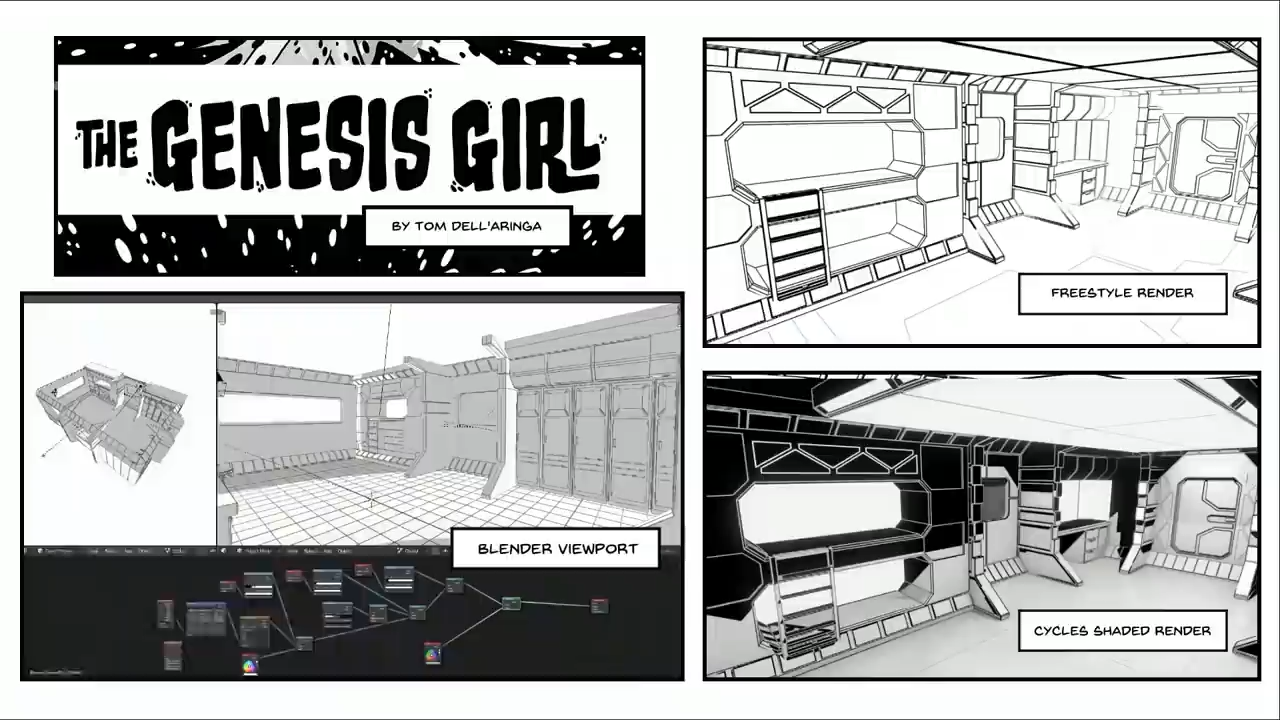 THE GENESIS GIRL
BY TOM DELL'ARINGA
FREESTYLE RENDER
BLENDER VIEWPORT
CYCLES SHADED RENDER